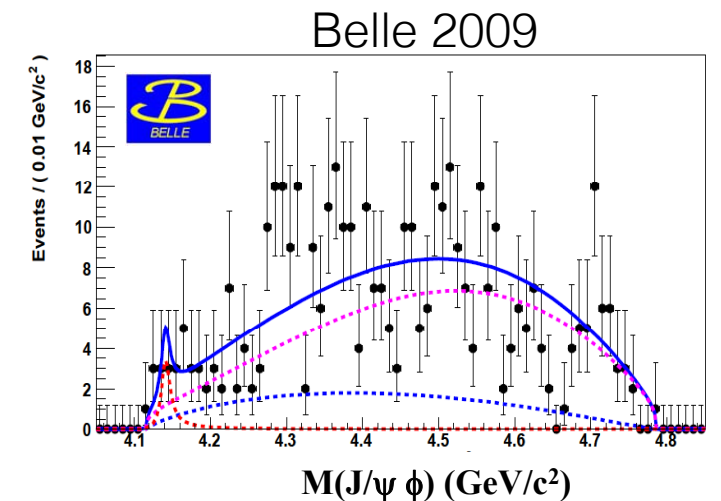 Belle 2009
Events / ( 0.01 GeV/c² )
18
16
14
12
10
8
6
4
2
0
B
BELLE
4.1 4.2 4.3 4.4 4.5 4.6 4.7 4.8
M(J/ψ ϕ) (GeV/c²)